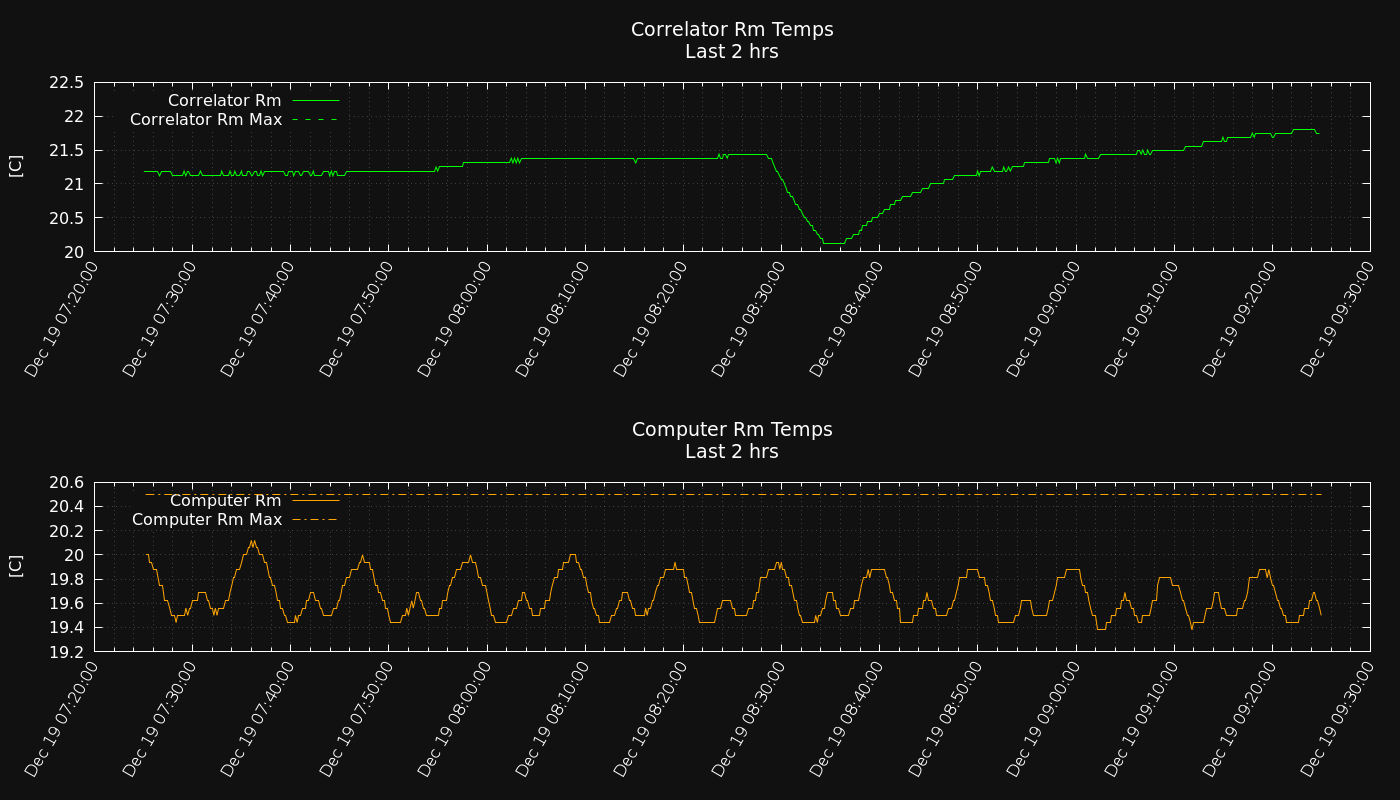 Correlator Rm Temps
Last 2 hrs
22.5
22
21.5
21
20.5
20
[C]
Correlator Rm
Correlator Rm Max
Dec 19 07:20:00
Dec 19 07:30:00
Dec 19 07:40:00
Dec 19 07:50:00
Dec 19 08:00:00
Dec 19 08:10:00
Dec 19 08:20:00
Dec 19 08:30:00
Dec 19 08:40:00
Dec 19 08:50:00
Dec 19 09:00:00
Dec 19 09:10:00
Dec 19 09:20:00
Dec 19 09:30:00
Computer Rm Temps
Last 2 hrs
20.6
20.4
20.2
20
19.8
19.6
19.4
19.2
[C]
Computer Rm
Computer Rm Max
Dec 19 07:20:00
Dec 19 07:30:00
Dec 19 07:40:00
Dec 19 07:50:00
Dec 19 08:00:00
Dec 19 08:10:00
Dec 19 08:20:00
Dec 19 08:30:00
Dec 19 08:40:00
Dec 19 08:50:00
Dec 19 09:00:00
Dec 19 09:10:00
Dec 19 09:20:00
Dec 19 09:30:00